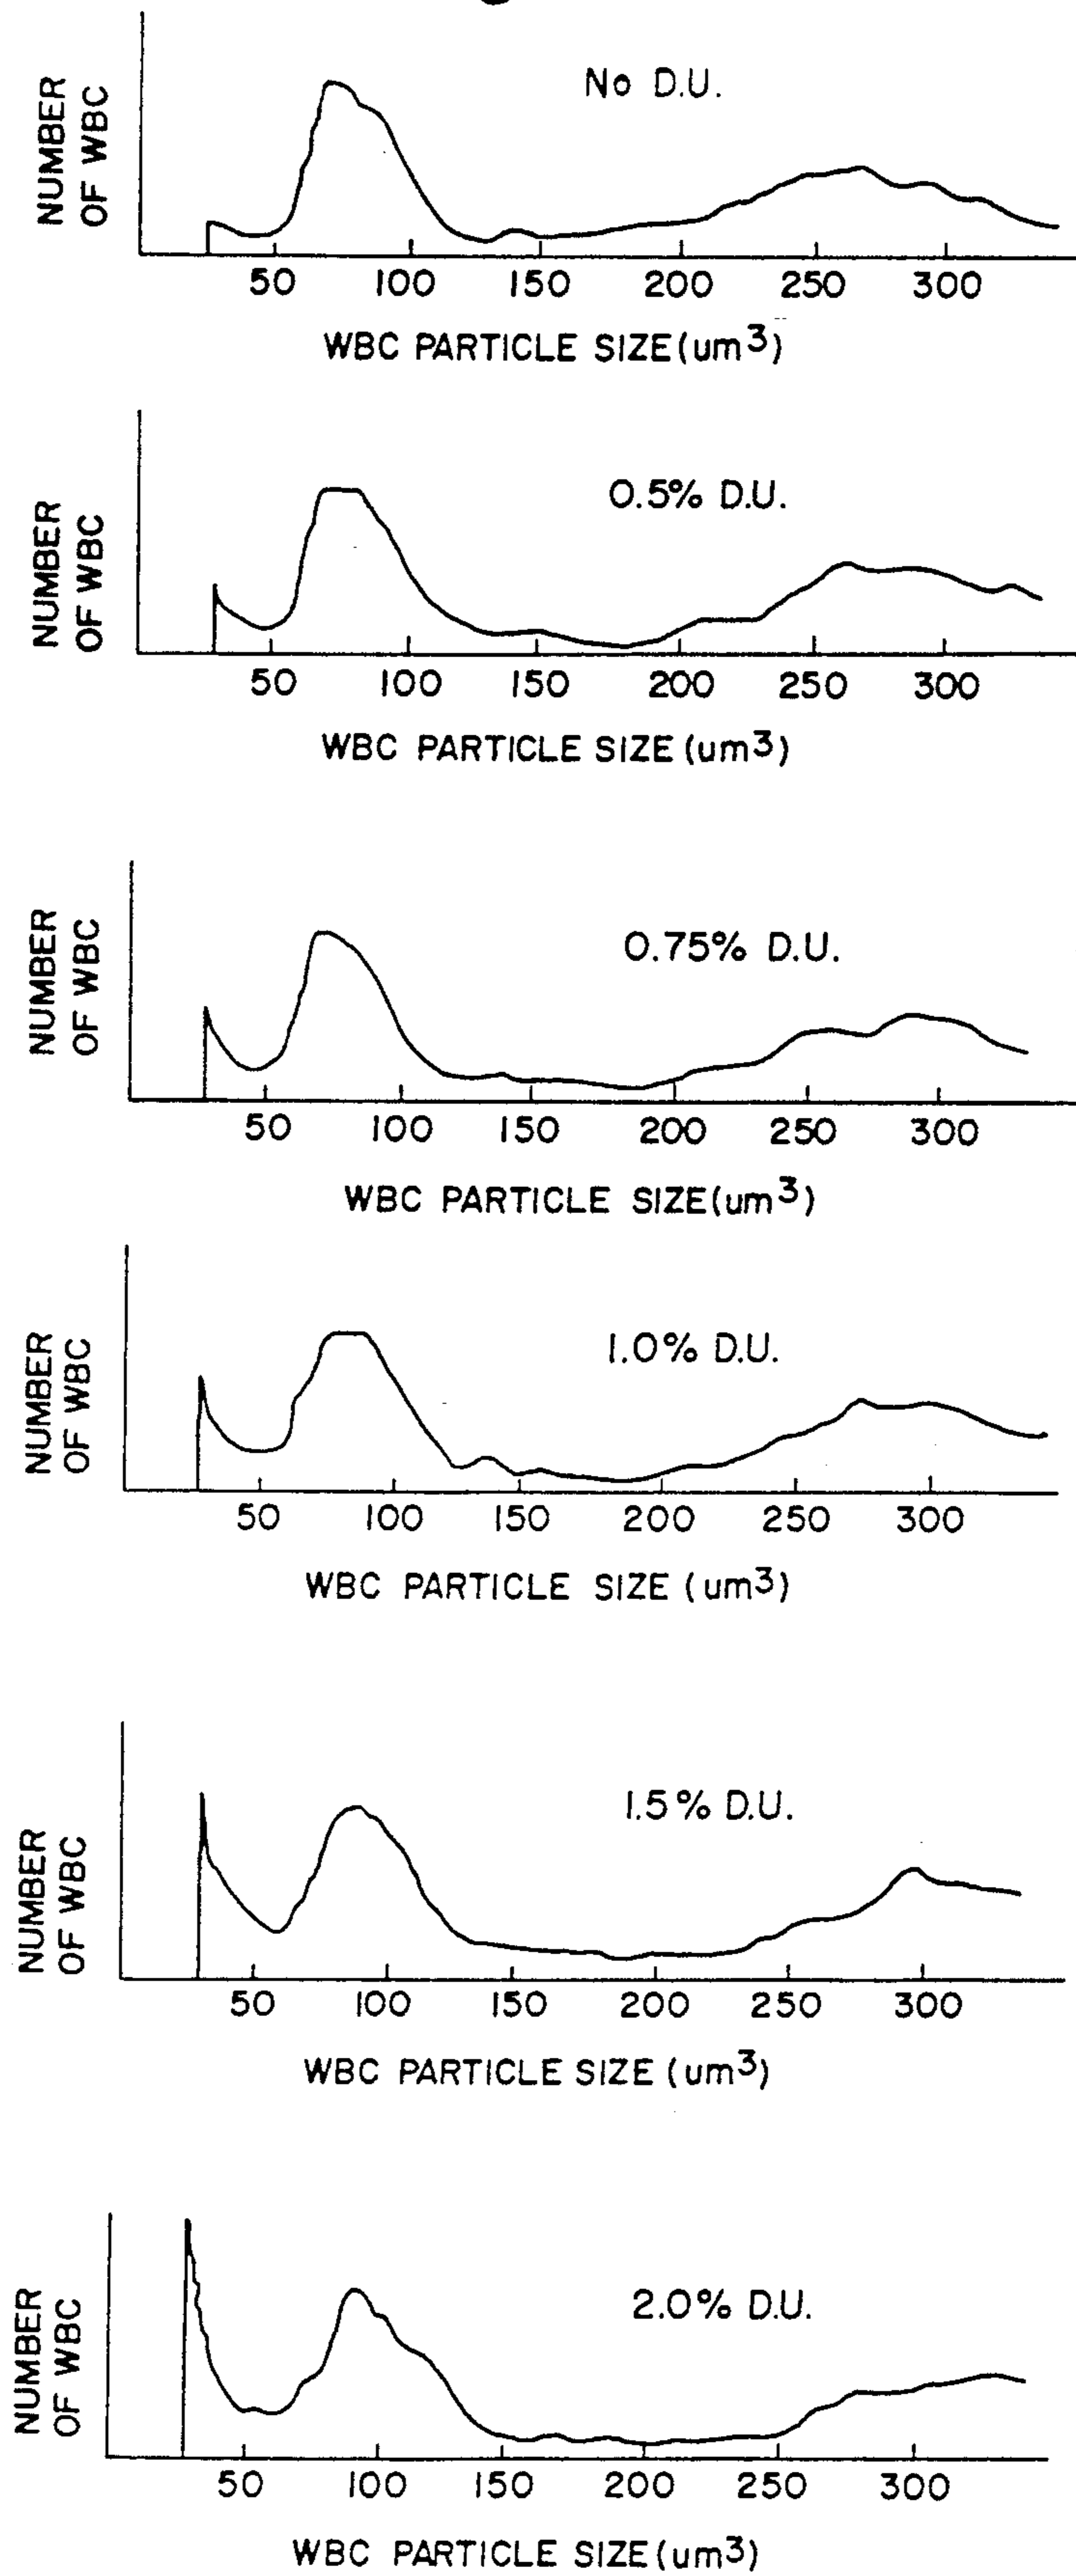 NUMBER
OF WBC
No D.U.
50 100 150 200 250 300
WBC PARTICLE SIZE(um³)
NUMBER
OF WBC
0.5% D.U.
50 100 150 200 250 300
WBC PARTICLE SIZE (um³)
NUMBER
OF WBC
0.75% D.U.
50 100 150 200 250 300
WBC PARTICLE SIZE(um³)
NUMBER
OF WBC
1.0% D.U.
50 100 150 200 250 300
WBC PARTICLE SIZE (um³)
NUMBER
OF WBC
1.5% D.U.
50 100 150 200 250 300
WBC PARTICLE SIZE (um³)
NUMBER
OF WBC
2.0% D.U.
50 100 150 200 250 300
WBC PARTICLE SIZE(um³)